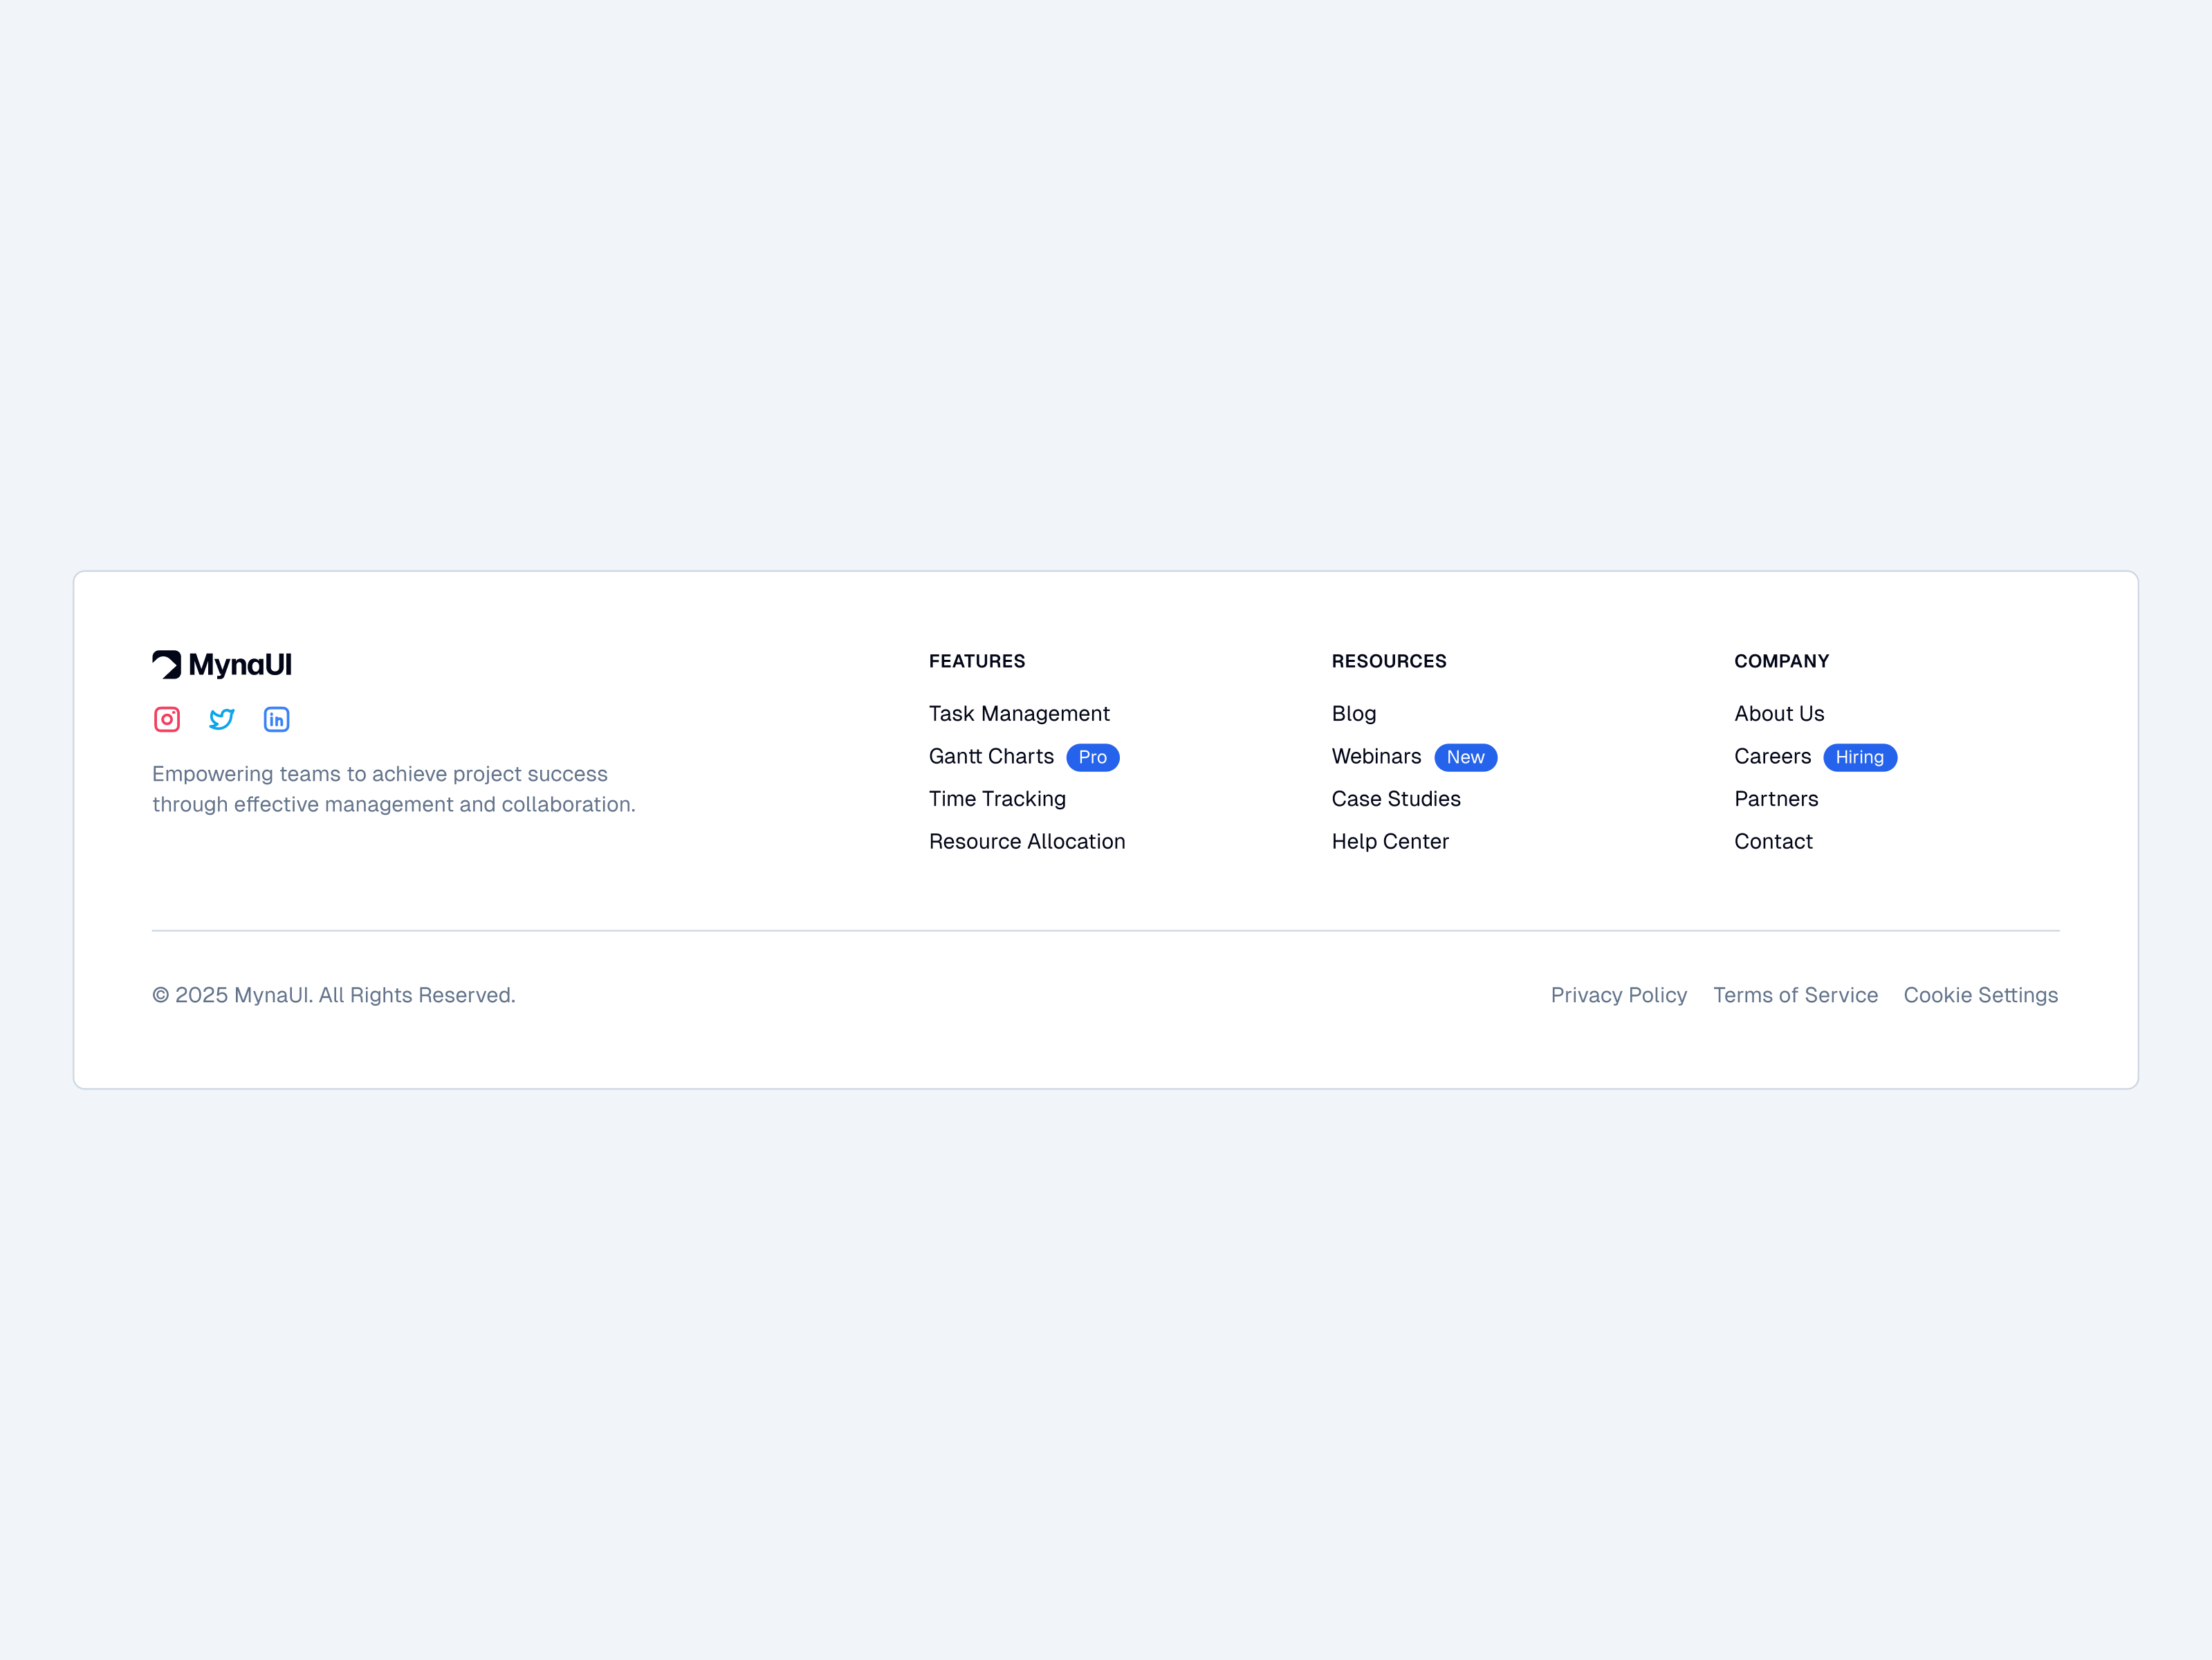 MynaUI
in
Empowering teams to achieve project success
through effective management and collaboration.
FEATURES
Task Management
Gantt Charts Pro
Time Tracking
Resource Allocation
RESOURCES
Blog
Webinars New
Case Studies
Help Center
COMPANY
About Us
Careers Hiring
Partners
Contact
© 2025 MynaUI. All Rights Reserved.
Privacy Policy Terms of Service Cookie Settings